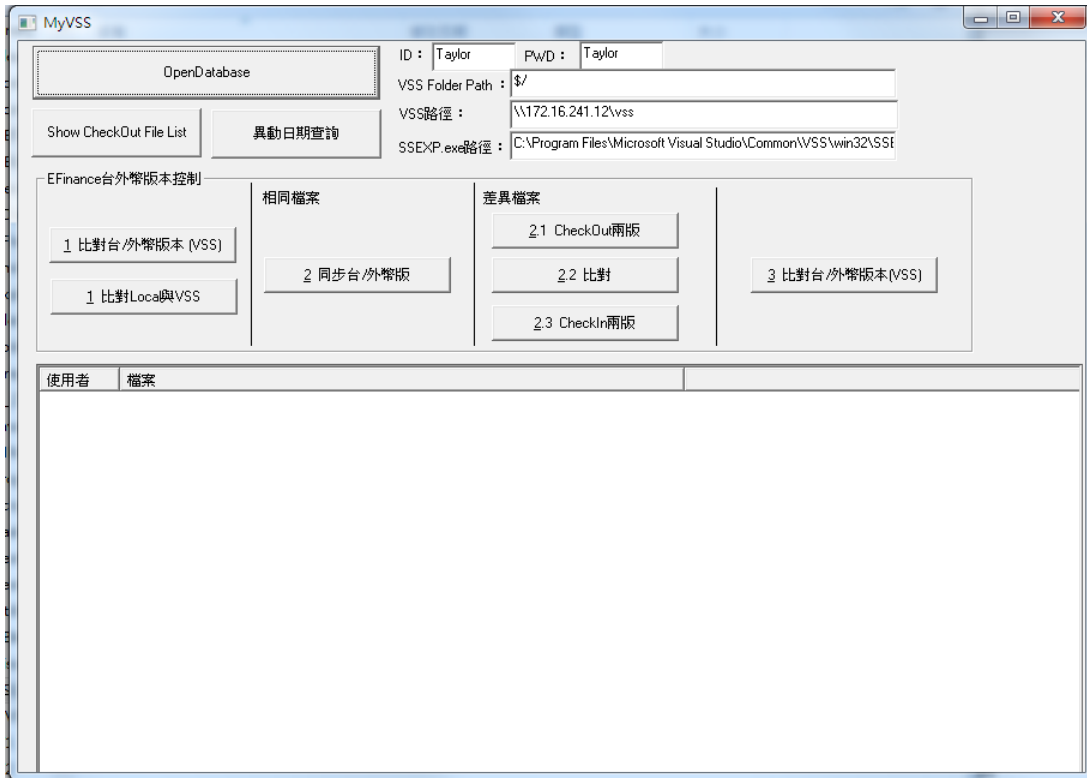 MyVSS
OpenDatabase
ID： Taylor PWD： Taylor
VSS Folder Path： $/
VSS路徑： \\172.16.241.12\vss
SSEXP.exe路徑： C:\Program Files\Microsoft Visual Studio\Common\VSS\win32\SSE
Show CheckOut File List
異動日期查詢
EFinance台外幣版本控制
1 比對台/外幣版本 (VSS)
1 比對Local與VSS
相同檔案
2 同步台/外幣版
差異檔案
2.1 CheckOut兩版
2.2 比對
2.3 CheckIn兩版
3 比對台/外幣版本(VSS)
使用者 檔案